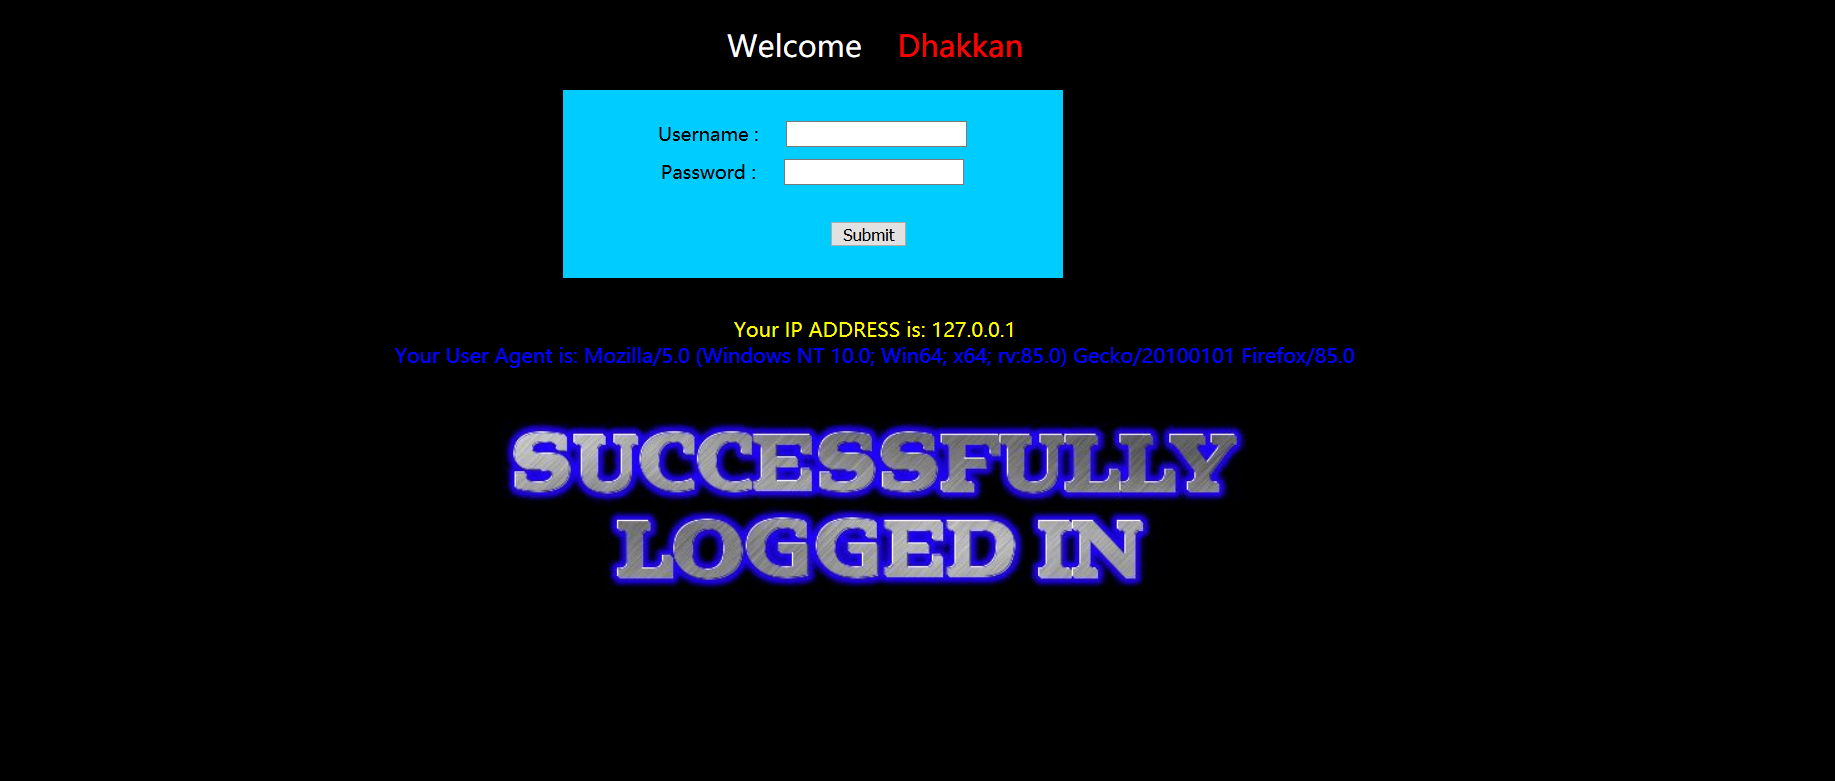 Welcome Dhakkan
Username :
Password :
Submit
Your IP ADDRESS is: 127.0.0.1
Your User Agent is: Mozilla/5.0 (Windows NT 10.0; Win64; x64; rv:85.0) Gecko/20100101 Firefox/85.0
SUCCESSFULLY
LOGGED IN